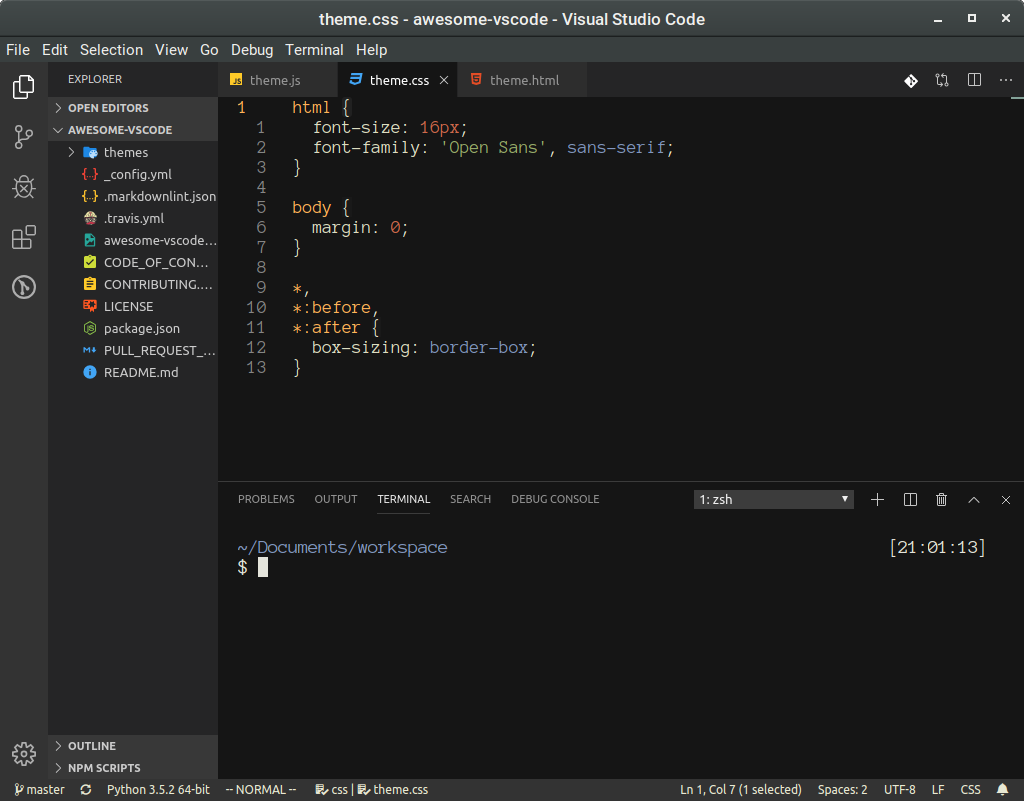 theme.css - awesome-vscode - Visual Studio Code
File Edit Selection View Go Debug Terminal Help
EXPLORER
OPEN EDITORS
AWESOME-VSCODE
themes
_config.yml
.markdownlint.json
.travis.yml
awesome-vscode...
CODE_OF_CON...
CONTRIBUTING....
LICENSE
package.json
PULL_REQUEST_...
README.md
OUTLINE
NPM SCRIPTS
theme.js theme.css theme.html
1 html {
1 font-size: 16px;
2 font-family: 'Open Sans', sans-serif;
3 }
4
5 body {
6 margin: 0;
7 }
8
9 *,
10 *:before,
11 *:after {
12 box-sizing: border-box;
13 }
PROBLEMS OUTPUT TERMINAL SEARCH DEBUG CONSOLE 1: zsh
~/Documents/workspace [21:01:13]
$
master Python 3.5.2 64-bit -- NORMAL -- css | theme.css Ln 1, Col 7 (1 selected) Spaces: 2 UTF-8 LF CSS